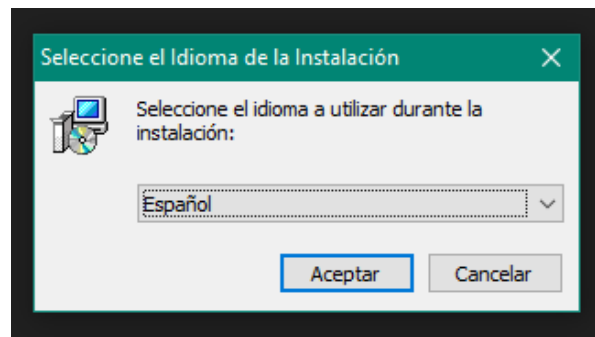 Seleccione el Idioma de la Instalación
Seleccione el idioma a utilizar durante la
instalación:
Español
Aceptar Cancelar